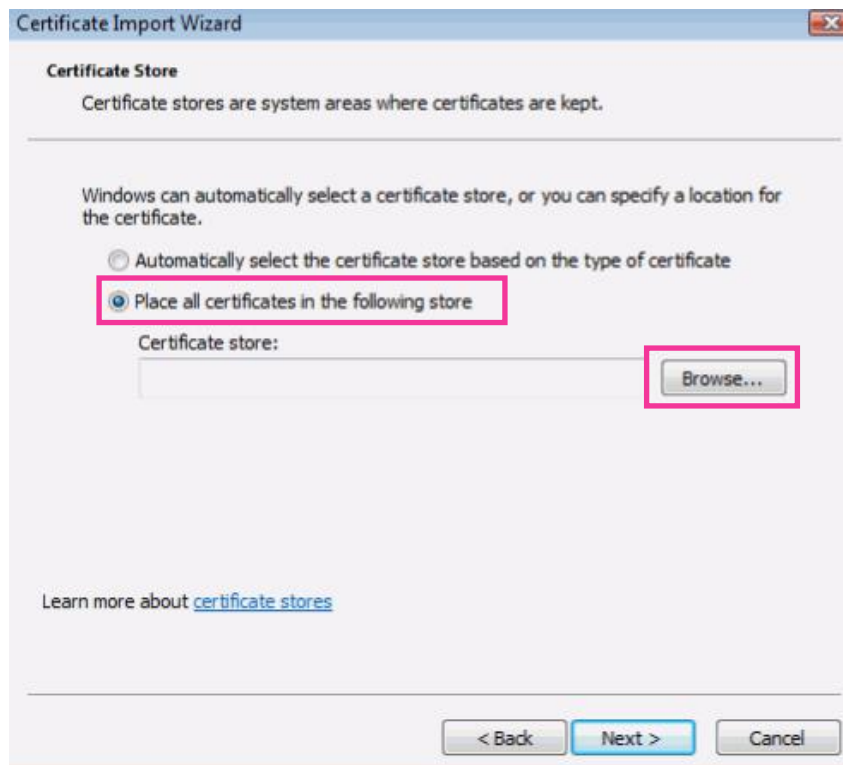 Certificate Import Wizard
Certificate Store
Certificate stores are system areas where certificates are kept.
Windows can automatically select a certificate store, or you can specify a location for
the certificate.
Automatically select the certificate store based on the type of certificate
Place all certificates in the following store
Certificate store:
Browse...
Learn more about certificate stores
< Back Next > Cancel